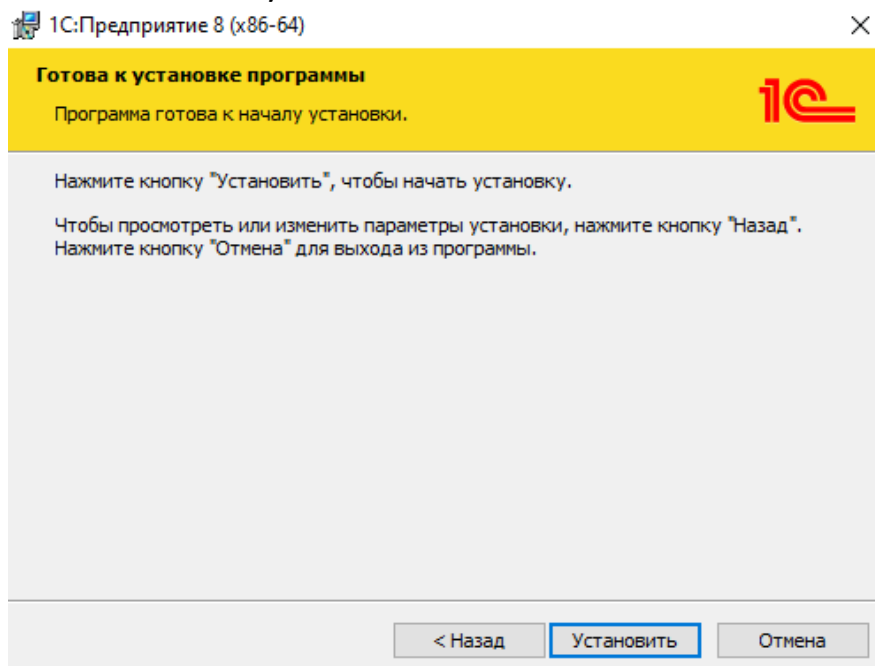 1С:Предприятие 8 (x86-64)
Готова к установке программы
Программа готова к началу установки.
1С
Нажмите кнопку "Установить", чтобы начать установку.
Чтобы просмотреть или изменить параметры установки, нажмите кнопку "Назад".
Нажмите кнопку "Отмена" для выхода из программы.
< Назад
Установить
Отмена